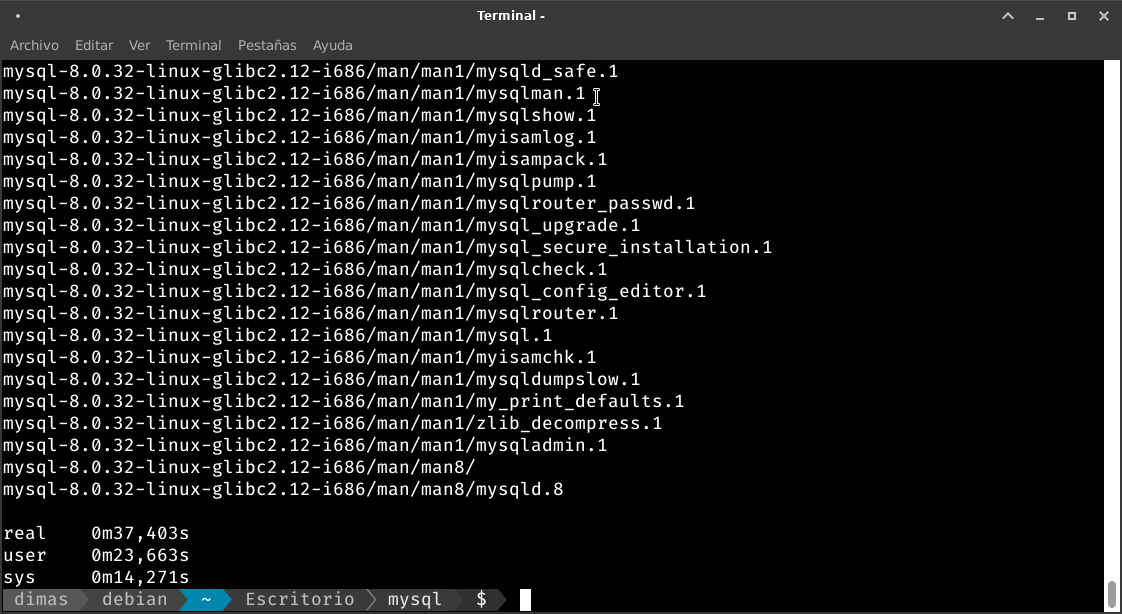 Terminal -
Archivo Editar Ver Terminal Pestañas Ayuda
mysql-8.0.32-linux-glibc2.12-i686/man/man1/mysqld_safe.1
mysql-8.0.32-linux-glibc2.12-i686/man/man1/mysqlman.1
mysql-8.0.32-linux-glibc2.12-i686/man/man1/mysqlshow.1
mysql-8.0.32-linux-glibc2.12-i686/man/man1/myisamlog.1
mysql-8.0.32-linux-glibc2.12-i686/man/man1/myisampack.1
mysql-8.0.32-linux-glibc2.12-i686/man/man1/mysqlpump.1
mysql-8.0.32-linux-glibc2.12-i686/man/man1/mysqlrouter_passwd.1
mysql-8.0.32-linux-glibc2.12-i686/man/man1/mysql_upgrade.1
mysql-8.0.32-linux-glibc2.12-i686/man/man1/mysql_secure_installation.1
mysql-8.0.32-linux-glibc2.12-i686/man/man1/mysqlcheck.1
mysql-8.0.32-linux-glibc2.12-i686/man/man1/mysql_config_editor.1
mysql-8.0.32-linux-glibc2.12-i686/man/man1/mysqlrouter.1
mysql-8.0.32-linux-glibc2.12-i686/man/man1/mysql.1
mysql-8.0.32-linux-glibc2.12-i686/man/man1/myisamchk.1
mysql-8.0.32-linux-glibc2.12-i686/man/man1/mysqldumpslow.1
mysql-8.0.32-linux-glibc2.12-i686/man/man1/my_print_defaults.1
mysql-8.0.32-linux-glibc2.12-i686/man/man1/zlib_decompress.1
mysql-8.0.32-linux-glibc2.12-i686/man/man1/mysqladmin.1
mysql-8.0.32-linux-glibc2.12-i686/man/man8/
mysql-8.0.32-linux-glibc2.12-i686/man/man8/mysqld.8
real 0m37,403s
user 0m23,663s
sys 0m14,271s
dimas debian ~ Escritorio mysql $